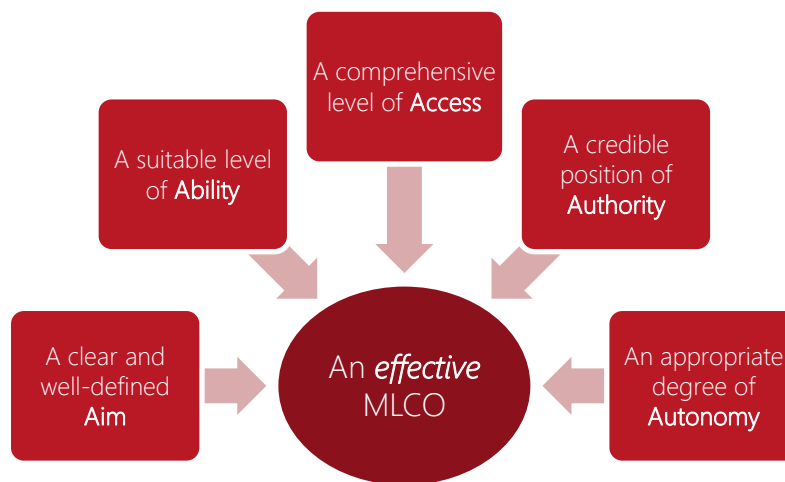 A comprehensive
level of Access
A suitable level
of Ability
A credible
position of
Authority
A clear and
well-defined
Aim
An effective
MLCO
An appropriate
degree of
Autonomy